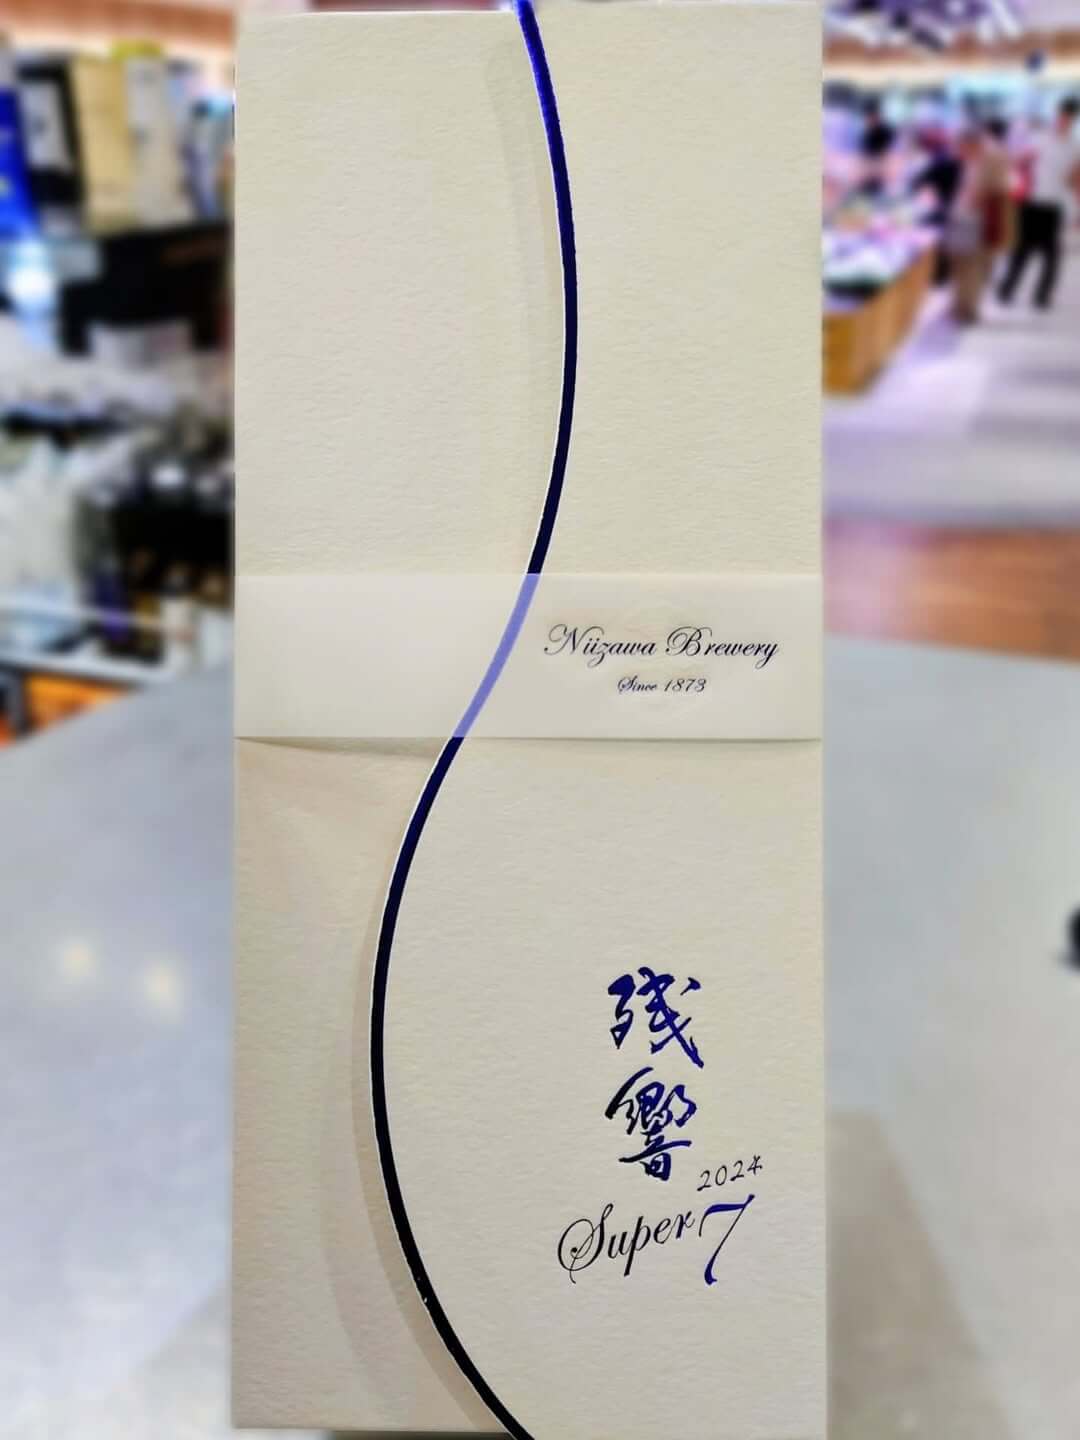 Niizawa Brewery
Since 1873
残響
2024
Super 7